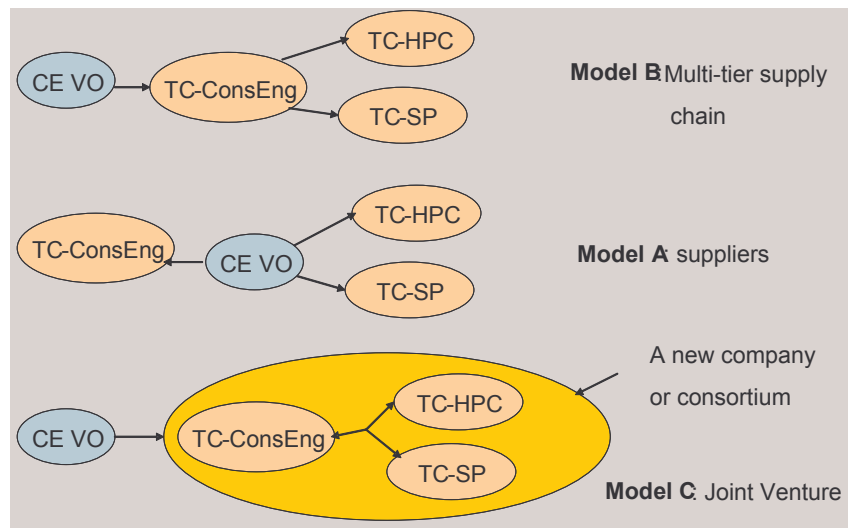 TC-HPC
CE VO
TC-ConsEng
TC-SP
Model B:Multi-tier supply
chain
TC-HPC
TC-ConsEng
CE VO
TC-SP
Model A: suppliers
A new company
or consortium
TC-HPC
CE VO
TC-ConsEng
TC-SP
Model C: Joint Venture